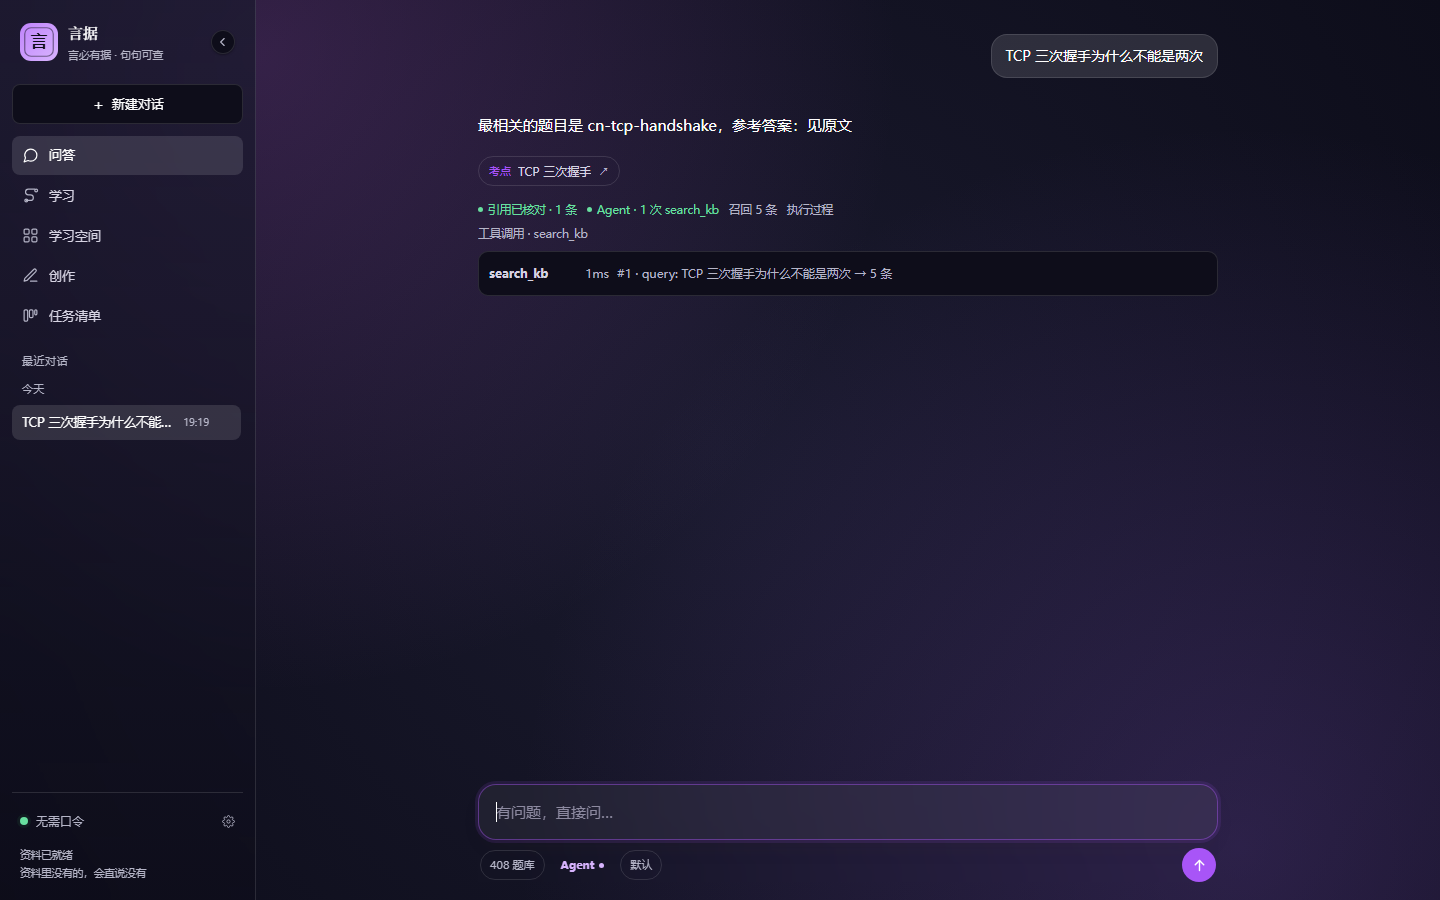 言
言据
言必有据 · 句句可查
+ 新建对话
问答
学习
学习空间
创作
任务清单
最近对话
今天
TCP 三次握手为什么不能... 19:19
无需口令
资料已就绪
资料里没有的，会直说没有
TCP 三次握手为什么不能是两次
最相关的题目是 cn-tcp-handshake，参考答案：见原文
考点 TCP 三次握手 ↗
引用已核对 · 1 条 Agent · 1 次 search_kb 召回 5 条 执行过程
工具调用 · search_kb
search_kb 1ms #1 · query: TCP 三次握手为什么不能是两次 → 5 条
有问题，直接问...
408 题库 Agent 默认